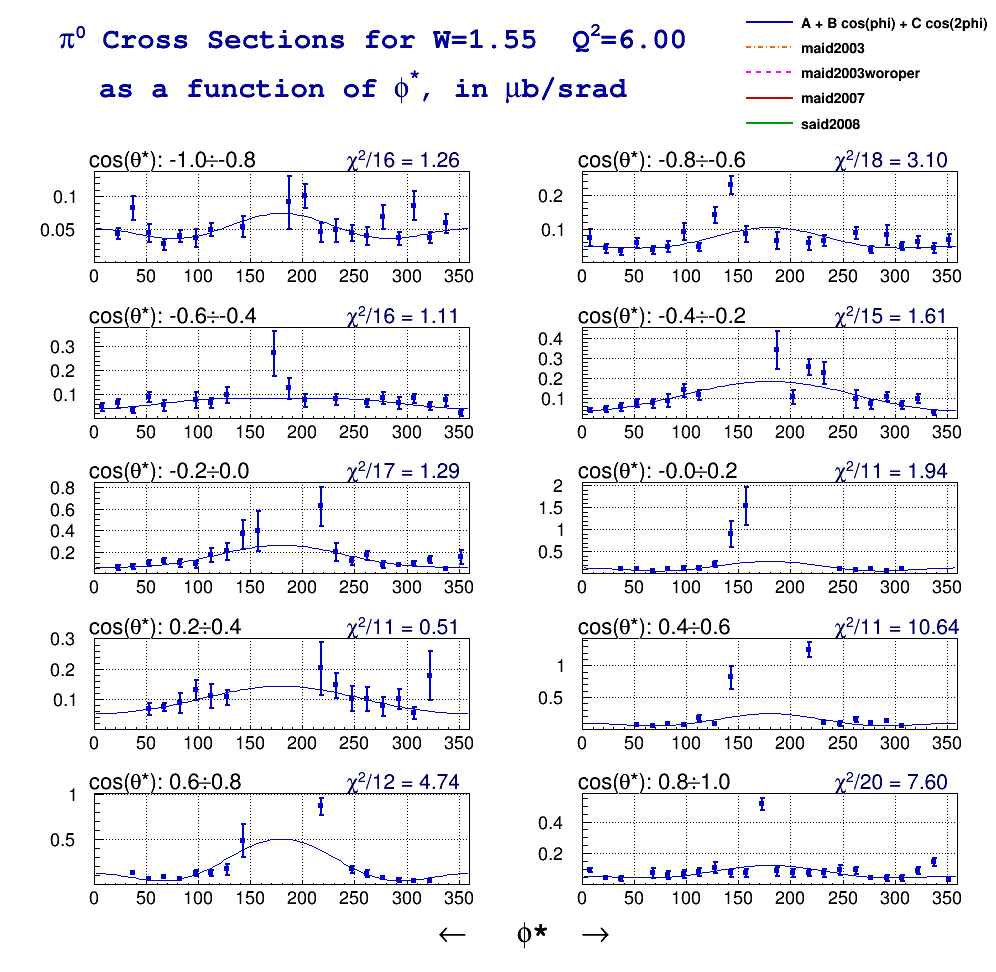 π⁰ Cross Sections for W=1.55 Q²=6.00
as a function of ϕ*, in μb/srad
A + B cos(phi) + C cos(2phi)
maid2003
maid2003woroper
maid2007
said2008
cos(θ*): -1.0÷-0.8 χ²/16 = 1.26
0.1
0.05
0 50 100 150 200 250 300 350
cos(θ*): -0.8÷-0.6 χ²/18 = 3.10
0.2
0.1
0 50 100 150 200 250 300 350
cos(θ*): -0.6÷-0.4 χ²/16 = 1.11
0.3
0.2
0.1
0 50 100 150 200 250 300 350
cos(θ*): -0.4÷-0.2 χ²/15 = 1.61
0.4
0.3
0.2
0.1
0 50 100 150 200 250 300 350
cos(θ*): -0.2÷0.0 χ²/17 = 1.29
0.8
0.6
0.4
0.2
0 50 100 150 200 250 300 350
cos(θ*): -0.0÷0.2 χ²/11 = 1.94
2
1.5
1
0.5
0 50 100 150 200 250 300 350
cos(θ*): 0.2÷0.4 χ²/11 = 0.51
0.3
0.2
0.1
0 50 100 150 200 250 300 350
cos(θ*): 0.4÷0.6 χ²/11 = 10.64
1
0.5
0 50 100 150 200 250 300 350
cos(θ*): 0.6÷0.8 χ²/12 = 4.74
1
0.5
0 50 100 150 200 250 300 350
cos(θ*): 0.8÷1.0 χ²/20 = 7.60
0.4
0.2
0 50 100 150 200 250 300 350
← ϕ* →